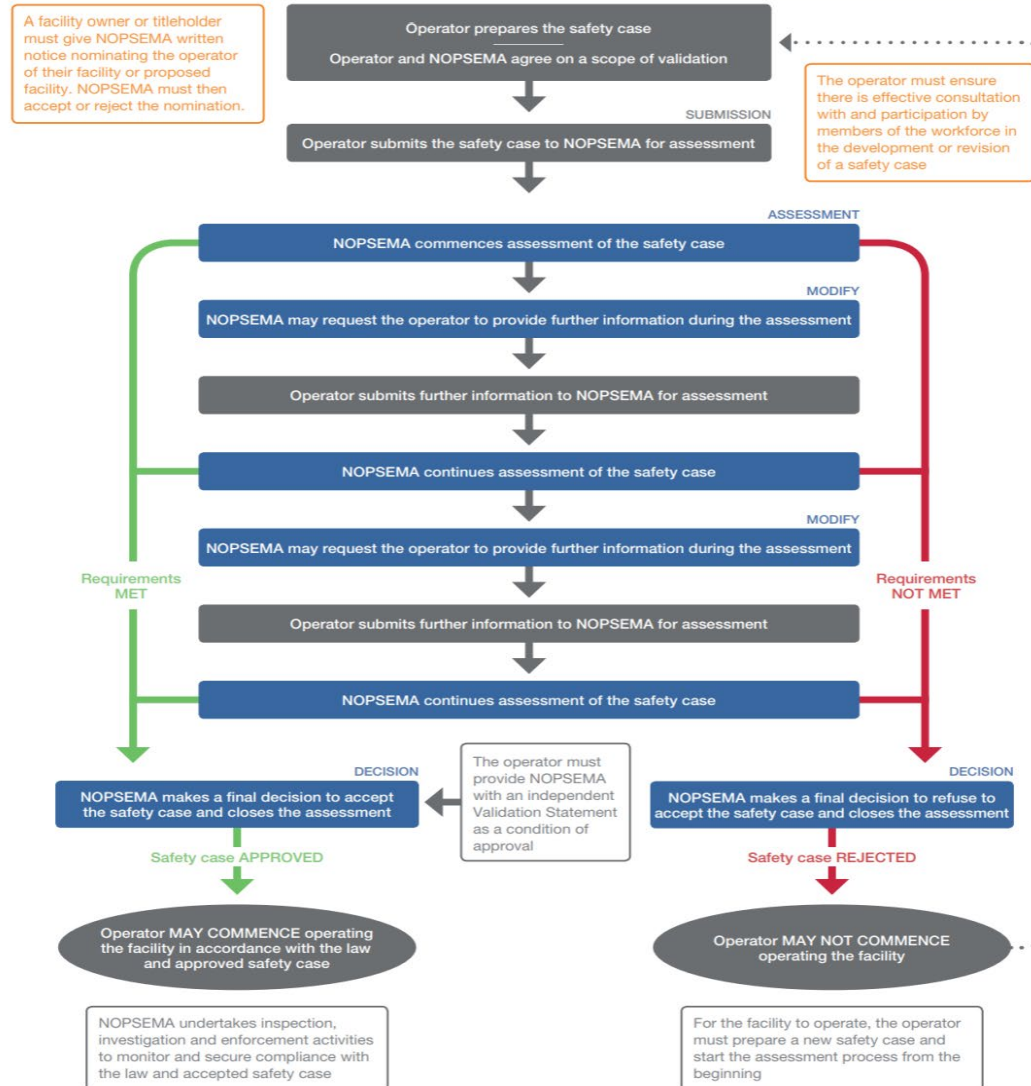 A facility owner or titleholder
must give NOPSEMA written
notice nominating the operator
of their facility or proposed
facility. NOPSEMA must then
accept or reject the nomination.
Operator prepares the safety case
Operator and NOPSEMA agree on a scope of validation
The operator must ensure
there is effective consultation
with and participation by
members of the workforce in
the development or revision
of a safety case
SUBMISSION
Operator submits the safety case to NOPSEMA for assessment
ASSESSMENT
NOPSEMA commences assessment of the safety case
MODIFY
NOPSEMA may request the operator to provide further information during the assessment
Operator submits further information to NOPSEMA for assessment
NOPSEMA continues assessment of the safety case
MODIFY
NOPSEMA may request the operator to provide further information during the assessment
Requirements
MET
Requirements
NOT MET
Operator submits further information to NOPSEMA for assessment
NOPSEMA continues assessment of the safety case
DECISION
NOPSEMA makes a final decision to accept
the safety case and closes the assessment
The operator must
provide NOPSEMA
with an independent
Validation Statement
as a condition of
approval
DECISION
NOPSEMA makes a final decision to refuse to
accept the safety case and closes the assessment
Safety case APPROVED
Safety case REJECTED
Operator MAY COMMENCE operating
the facility in accordance with the law
and approved safety case
Operator MAY NOT COMMENCE
operating the facility
NOPSEMA undertakes inspection,
investigation and enforcement activities
to monitor and secure compliance with
the law and accepted safety case
For the facility to operate, the operator
must prepare a new safety case and
start the assessment process from the
beginning